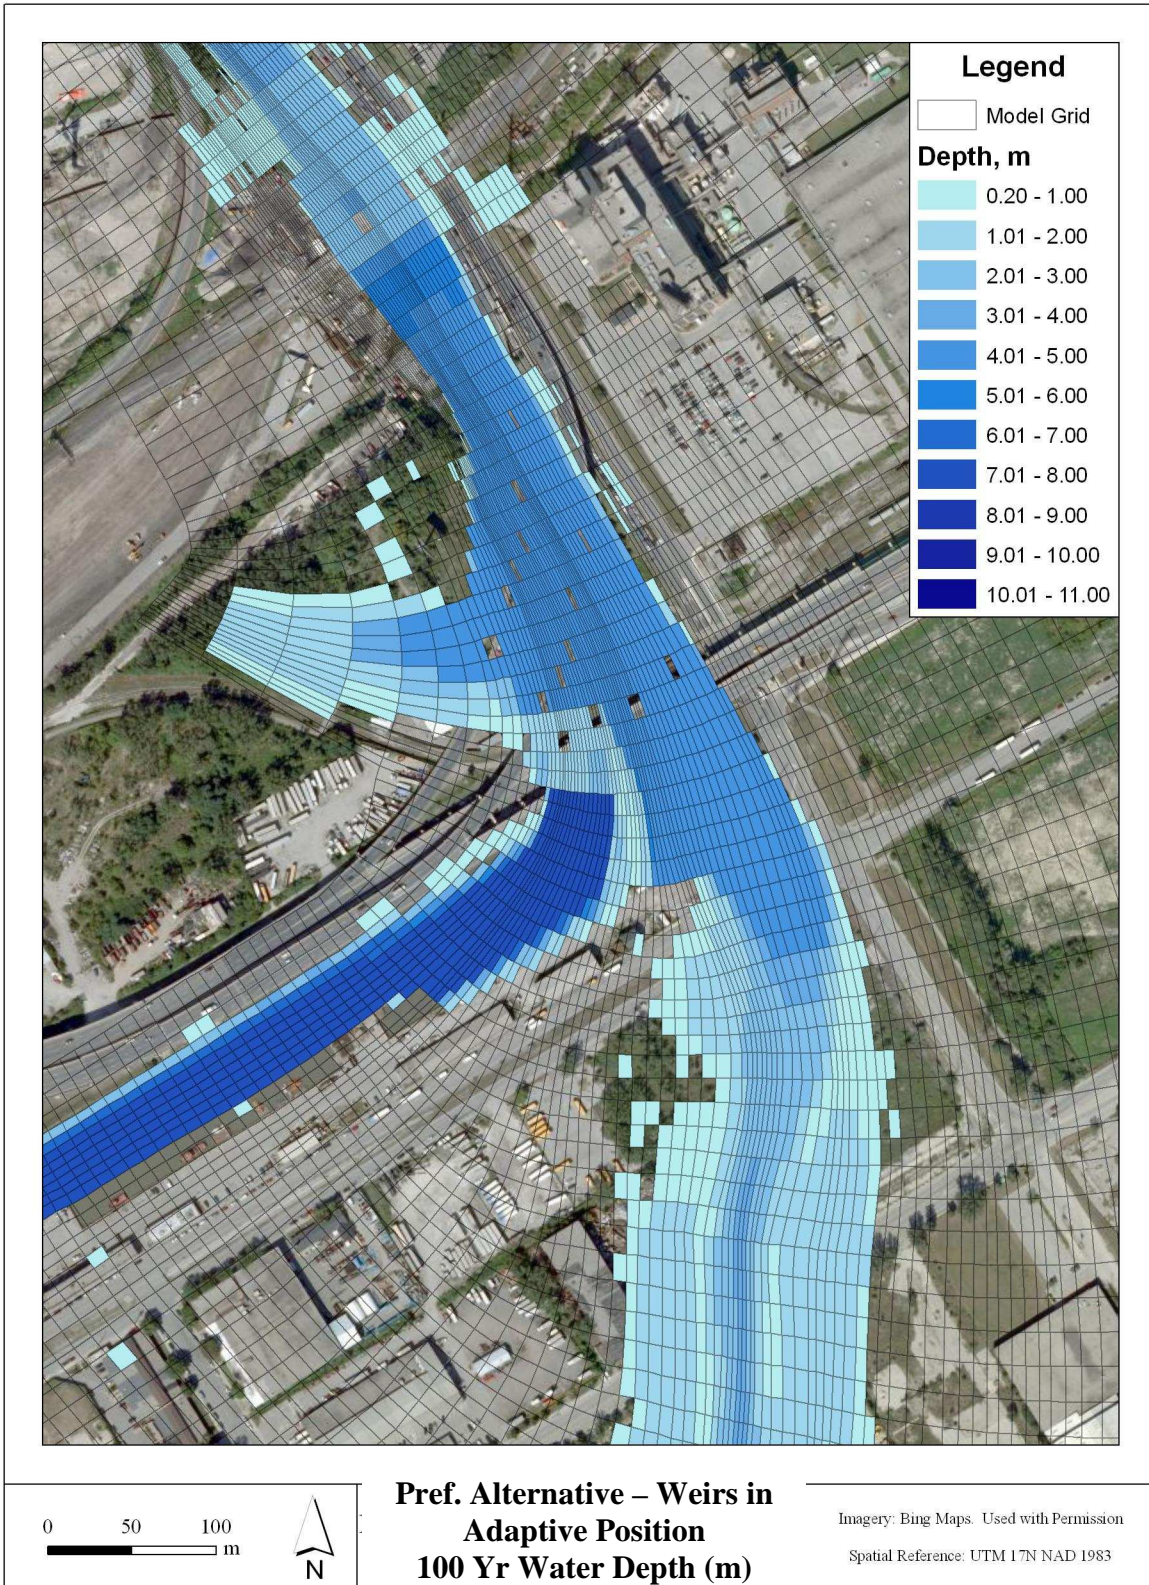 Legend
Model Grid
Depth, m
0.20 - 1.00
1.01 - 2.00
2.01 - 3.00
3.01 - 4.00
4.01 - 5.00
5.01 - 6.00
6.01 - 7.00
7.01 - 8.00
8.01 - 9.00
9.01 - 10.00
10.01 - 11.00
0 50 100
m
N
Pref. Alternative – Weirs in
Adaptive Position
100 Yr Water Depth (m)
Imagery: Bing Maps. Used with Permission
Spatial Reference: UTM 17N NAD 1983